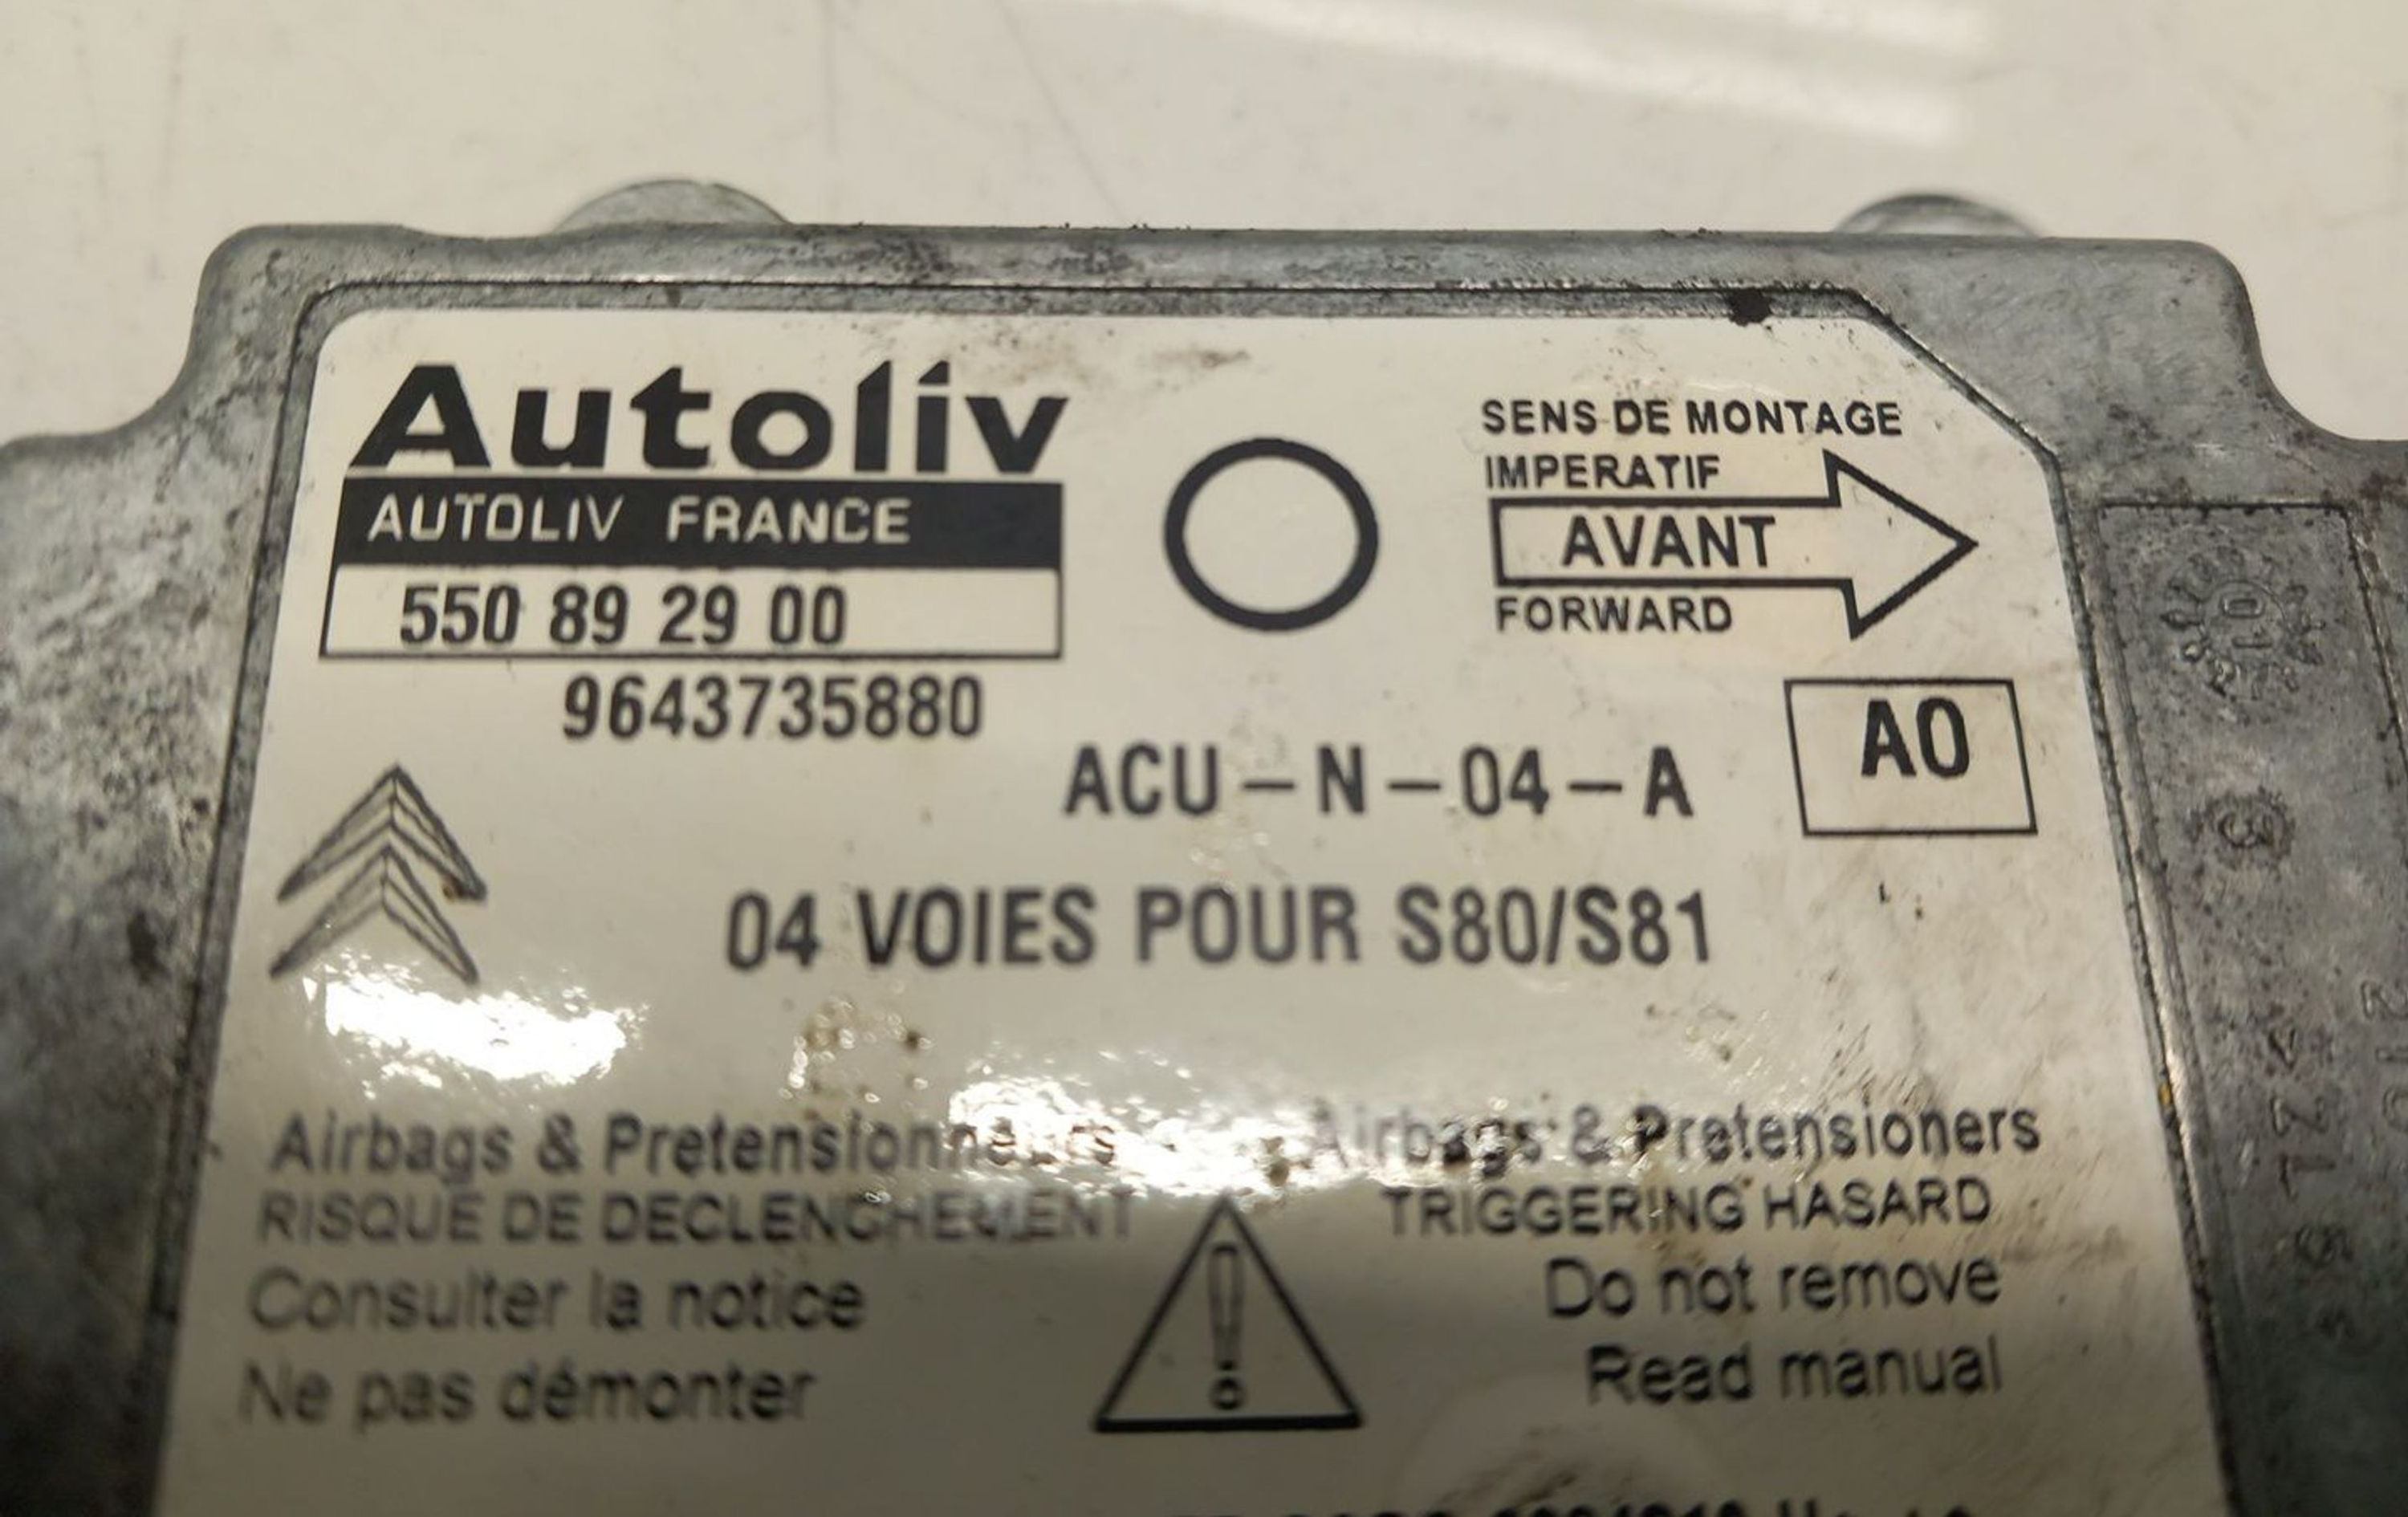 Autoliv
AUTOLIV FRANCE
550 89 29 00
9643735880
SENS DE MONTAGE
IMPERATIF
AVANT
FORWARD
A0
ACU-N-04-A
04 VOIES POUR S80/S81
Airbags & Pretensionneurs
RISQUE DE DECLENCHEMENT
Consulter la notice
Ne pas démonter
Airbags & Pretensioners
TRIGGERING HASARD
Do not remove
Read manual